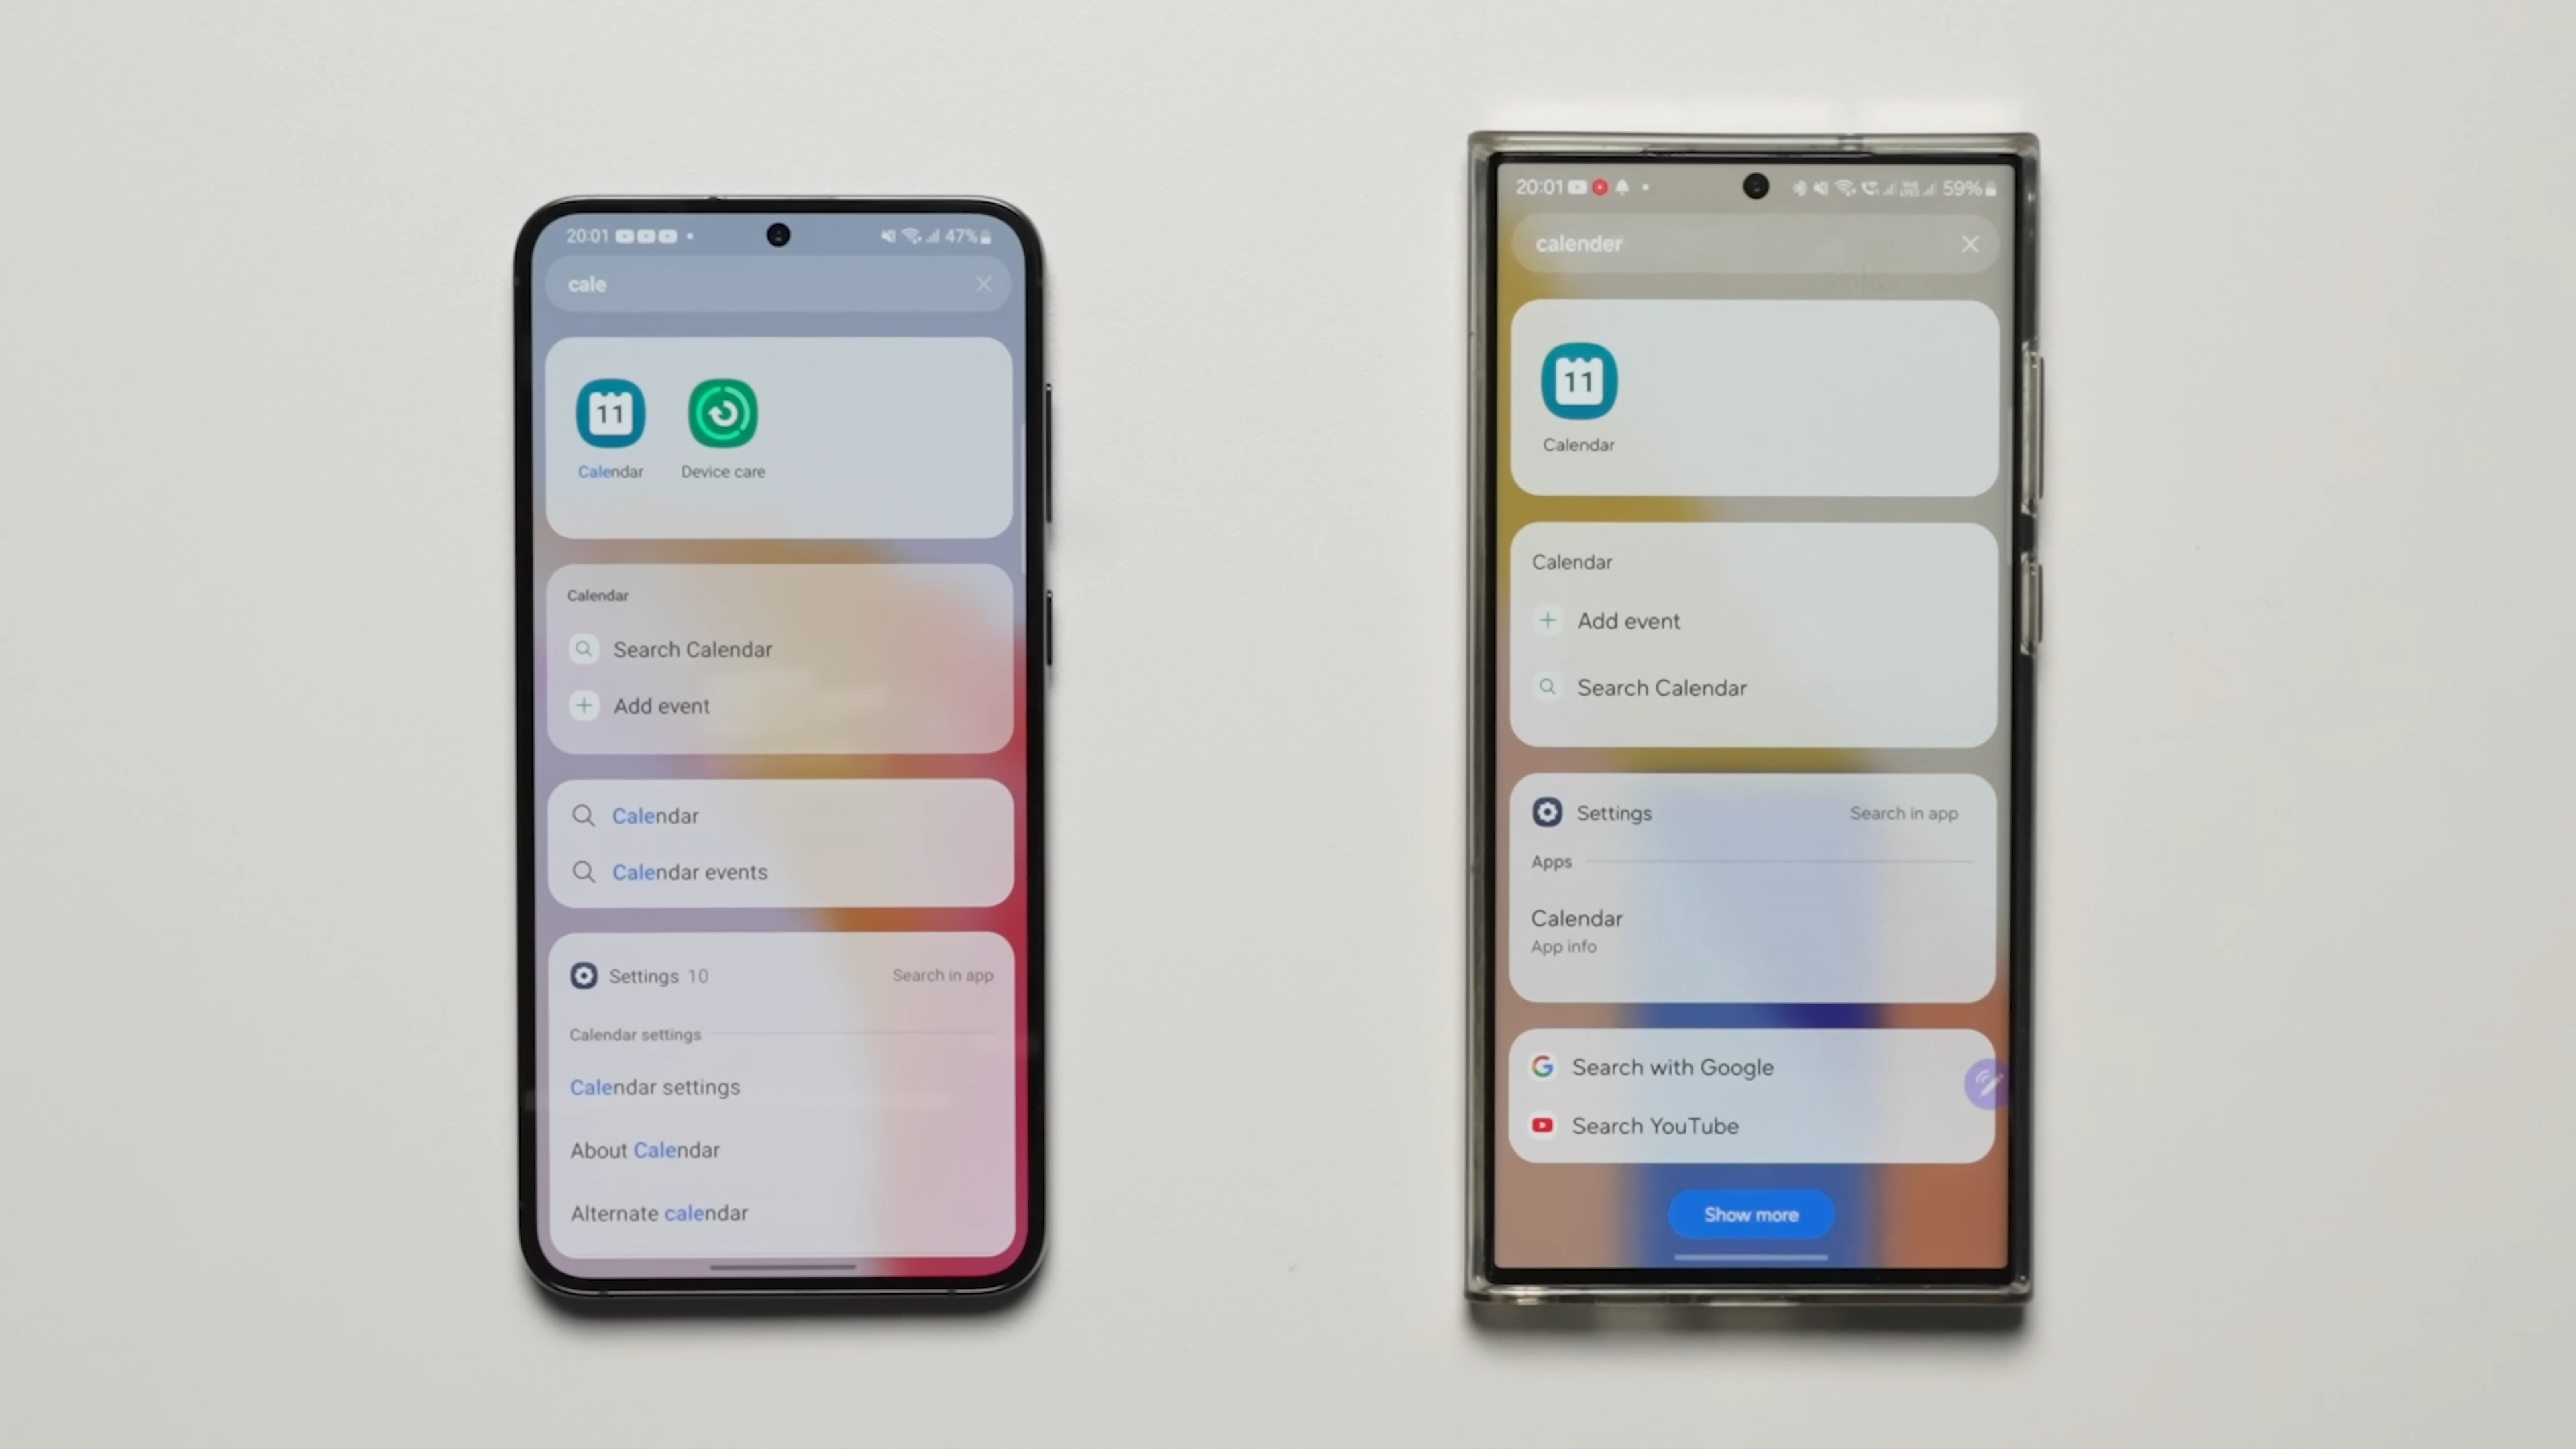 20:01 47%
cale
11
Calendar Device care
Calendar
Search Calendar
Add event
Calendar
Calendar events
Settings 10 Search in app
Calendar settings
Calendar settings
About Calendar
Alternate calendar
20:01 59%
calender
11
Calendar
Calendar
Add event
Search Calendar
Settings Search in app
Apps
Calendar
App info
G Search with Google
Search YouTube
Show more